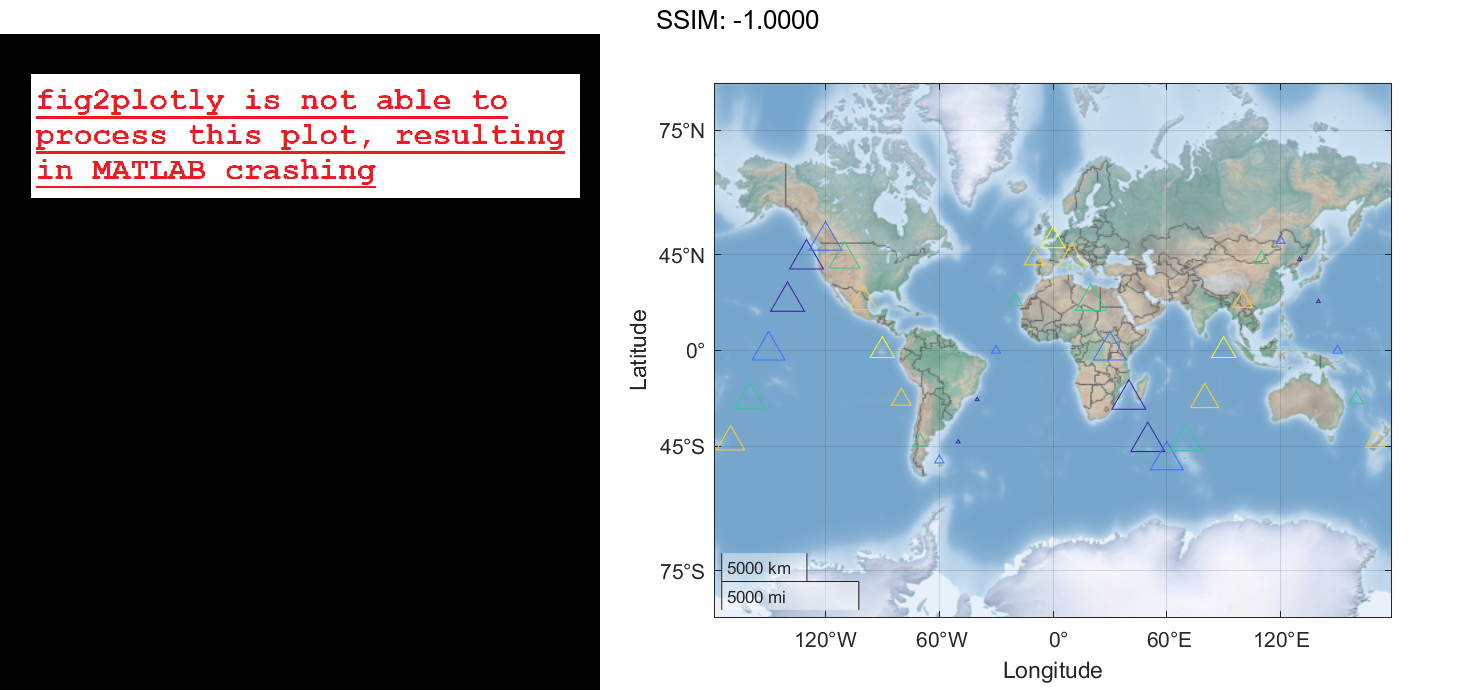 SSIM: -1.0000
fig2plotly is not able to
process this plot, resulting
in MATLAB crashing
75°N
45°N
0°
45°S
75°S
Latitude
5000 km
5000 mi
120°W 60°W 0° 60°E 120°E
Longitude